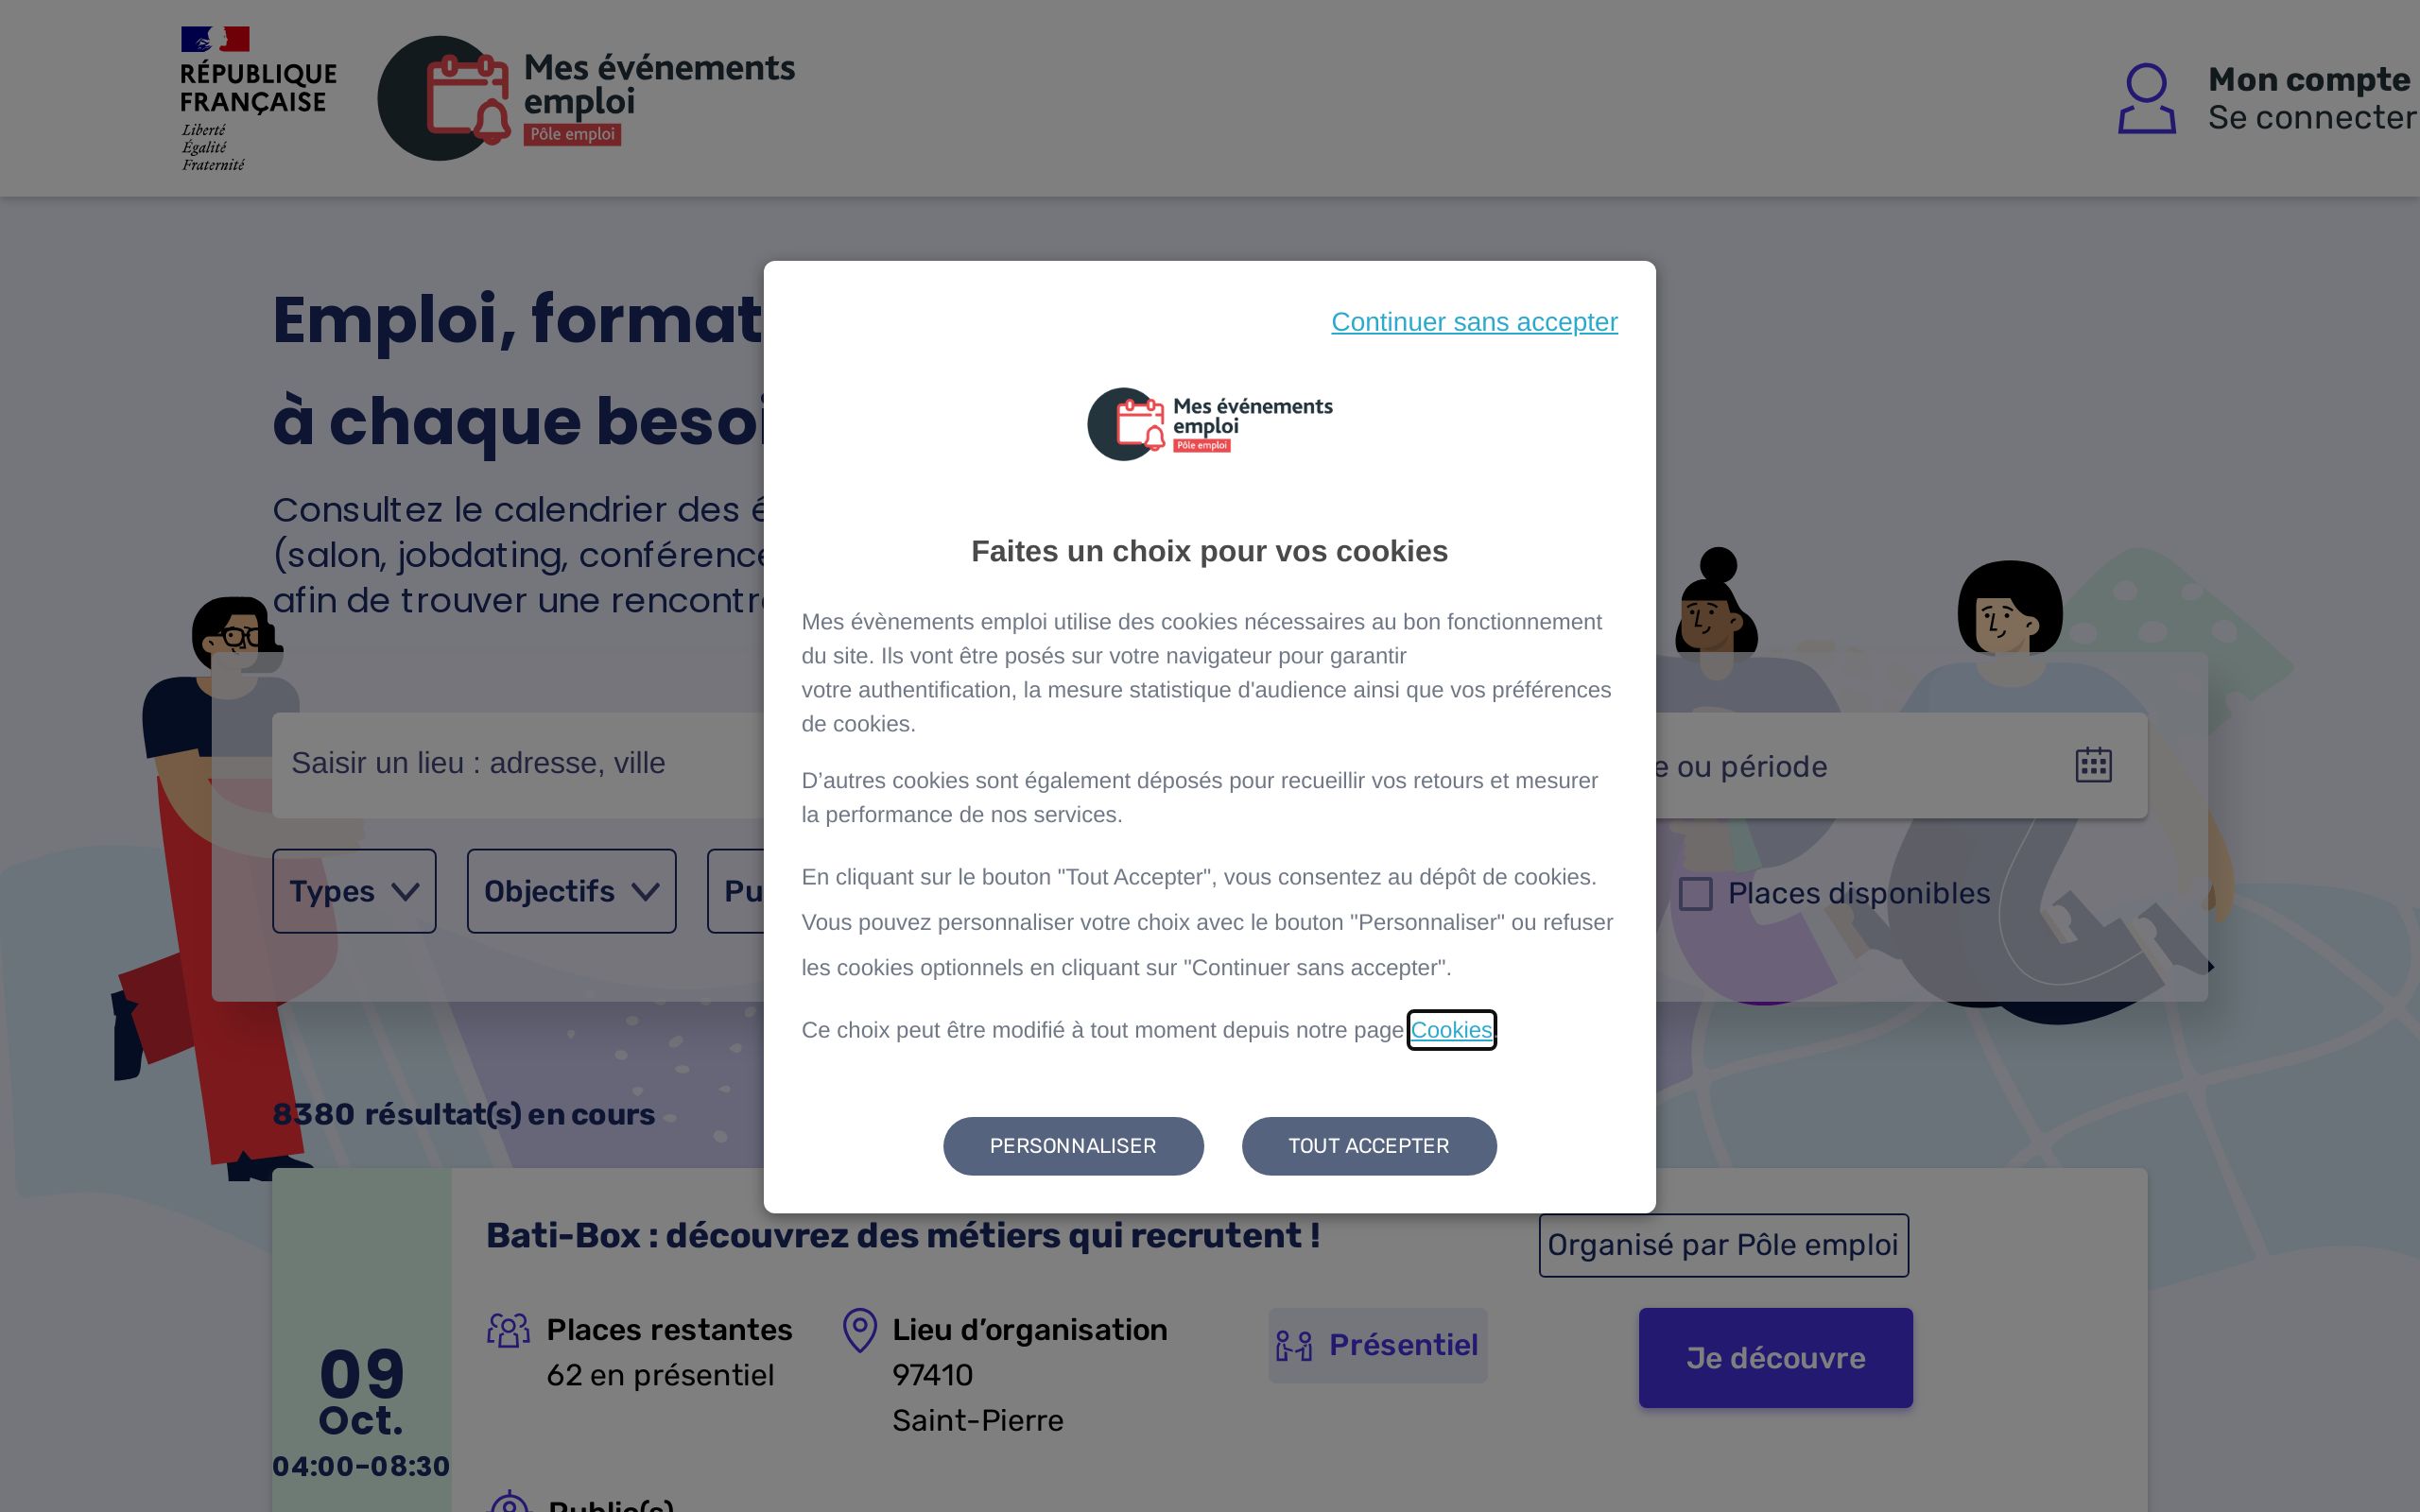 RÉPUBLIQUE
FRANÇAISE
Liberté
Égalité
Fraternité
Mes événements
emploi
Pôle emploi
Mon compte
Se connecter
Emploi, format
à chaque besoi
Consultez le calendrier des é
(salon, jobdating, conférence
afin de trouver une rencontre
Saisir un lieu : adresse, ville
e ou période
Types
Objectifs
Pu
Places disponibles
8380 résultat(s) en cours
Continuer sans accepter
Mes événements
emploi
Pôle emploi
Faites un choix pour vos cookies
Mes évènements emploi utilise des cookies nécessaires au bon fonctionnement
du site. Ils vont être posés sur votre navigateur pour garantir
votre authentification, la mesure statistique d'audience ainsi que vos préférences
de cookies.
D’autres cookies sont également déposés pour recueillir vos retours et mesurer
la performance de nos services.
En cliquant sur le bouton "Tout Accepter", vous consentez au dépôt de cookies.
Vous pouvez personnaliser votre choix avec le bouton "Personnaliser" ou refuser
les cookies optionnels en cliquant sur "Continuer sans accepter".
Ce choix peut être modifié à tout moment depuis notre page Cookies.
PERSONNALISER
TOUT ACCEPTER
09
Oct.
04:00-08:30
Bati-Box : découvrez des métiers qui recrutent !
Organisé par Pôle emploi
Places restantes
62 en présentiel
Lieu d’organisation
97410
Saint-Pierre
Présentiel
Je découvre
Public(s)